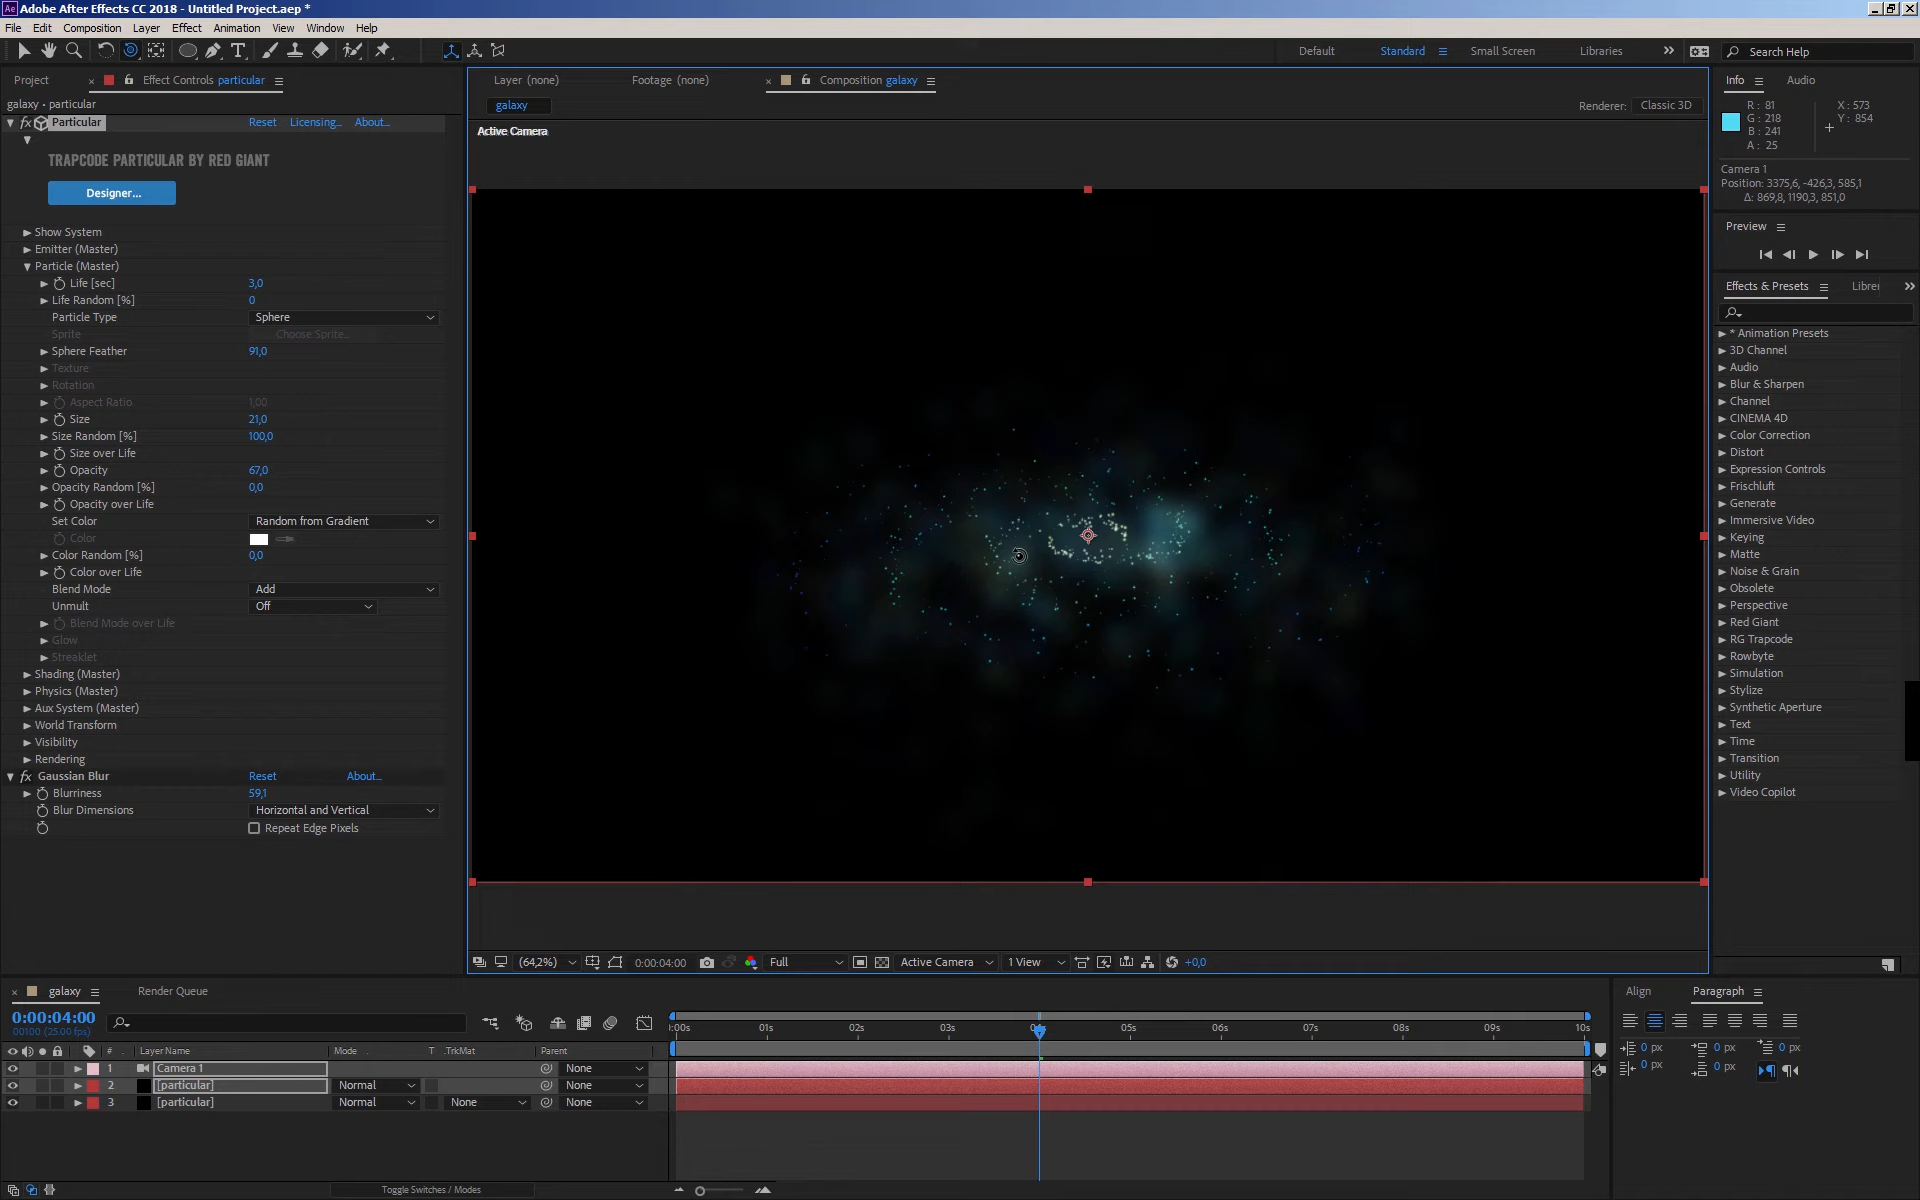 Ae Adobe After Effects CC 2018 - Untitled Project.aep *
File Edit Composition Layer Effect Animation View Window Help
Default Standard Small Screen Libraries Search Help
Project Effect Controls particular
galaxy • particular
fx Particular Reset Licensing... About...
TRAPCODE PARTICULAR BY RED GIANT
Designer...
Show System
Emitter (Master)
Particle (Master)
Life [sec] 3,0
Life Random [%] 0
Particle Type Sphere
Sprite Choose Sprite...
Sphere Feather 91,0
Texture
Rotation
Aspect Ratio 1,00
Size 21,0
Size Random [%] 100,0
Size over Life
Opacity 67,0
Opacity Random [%] 0,0
Opacity over Life
Set Color Random from Gradient
Color
Color Random [%] 0,0
Color over Life
Blend Mode Add
Unmult Off
Blend Mode over Life
Glow
Streaklet
Shading (Master)
Physics (Master)
Aux System (Master)
World Transform
Visibility
Rendering
fx Gaussian Blur Reset About...
Blurriness 59,1
Blur Dimensions Horizontal and Vertical
Repeat Edge Pixels
Layer (none) Footage (none) Composition galaxy
galaxy Renderer: Classic 3D
Active Camera
(64,2%) 0:00:04:00 Full Active Camera 1 View +0,0
Info Audio
R : 81 X : 573
G : 218 Y : 854
B : 241
A : 25
Camera 1
Position: 3375,6, -426,3, 585,1
Δ: 869,8, 1190,3, 851,0
Preview
Effects & Presets Librer
* Animation Presets
3D Channel
Audio
Blur & Sharpen
Channel
CINEMA 4D
Color Correction
Distort
Expression Controls
Frischluft
Generate
Immersive Video
Keying
Matte
Noise & Grain
Obsolete
Perspective
Red Giant
RG Trapcode
Rowbyte
Simulation
Stylize
Synthetic Aperture
Text
Time
Transition
Utility
Video Copilot
galaxy Render Queue
0:00:04:00
00100 (25.00 fps)
:00s 01s 02s 03s 04s 05s 06s 07s 08s 09s 10s
# Layer Name Mode T .TrkMat Parent
1 Camera 1 None
2 [particular] Normal None
3 [particular] Normal None None
Toggle Switches / Modes
Align Paragraph
0 px 0 px 0 px
0 px 0 px